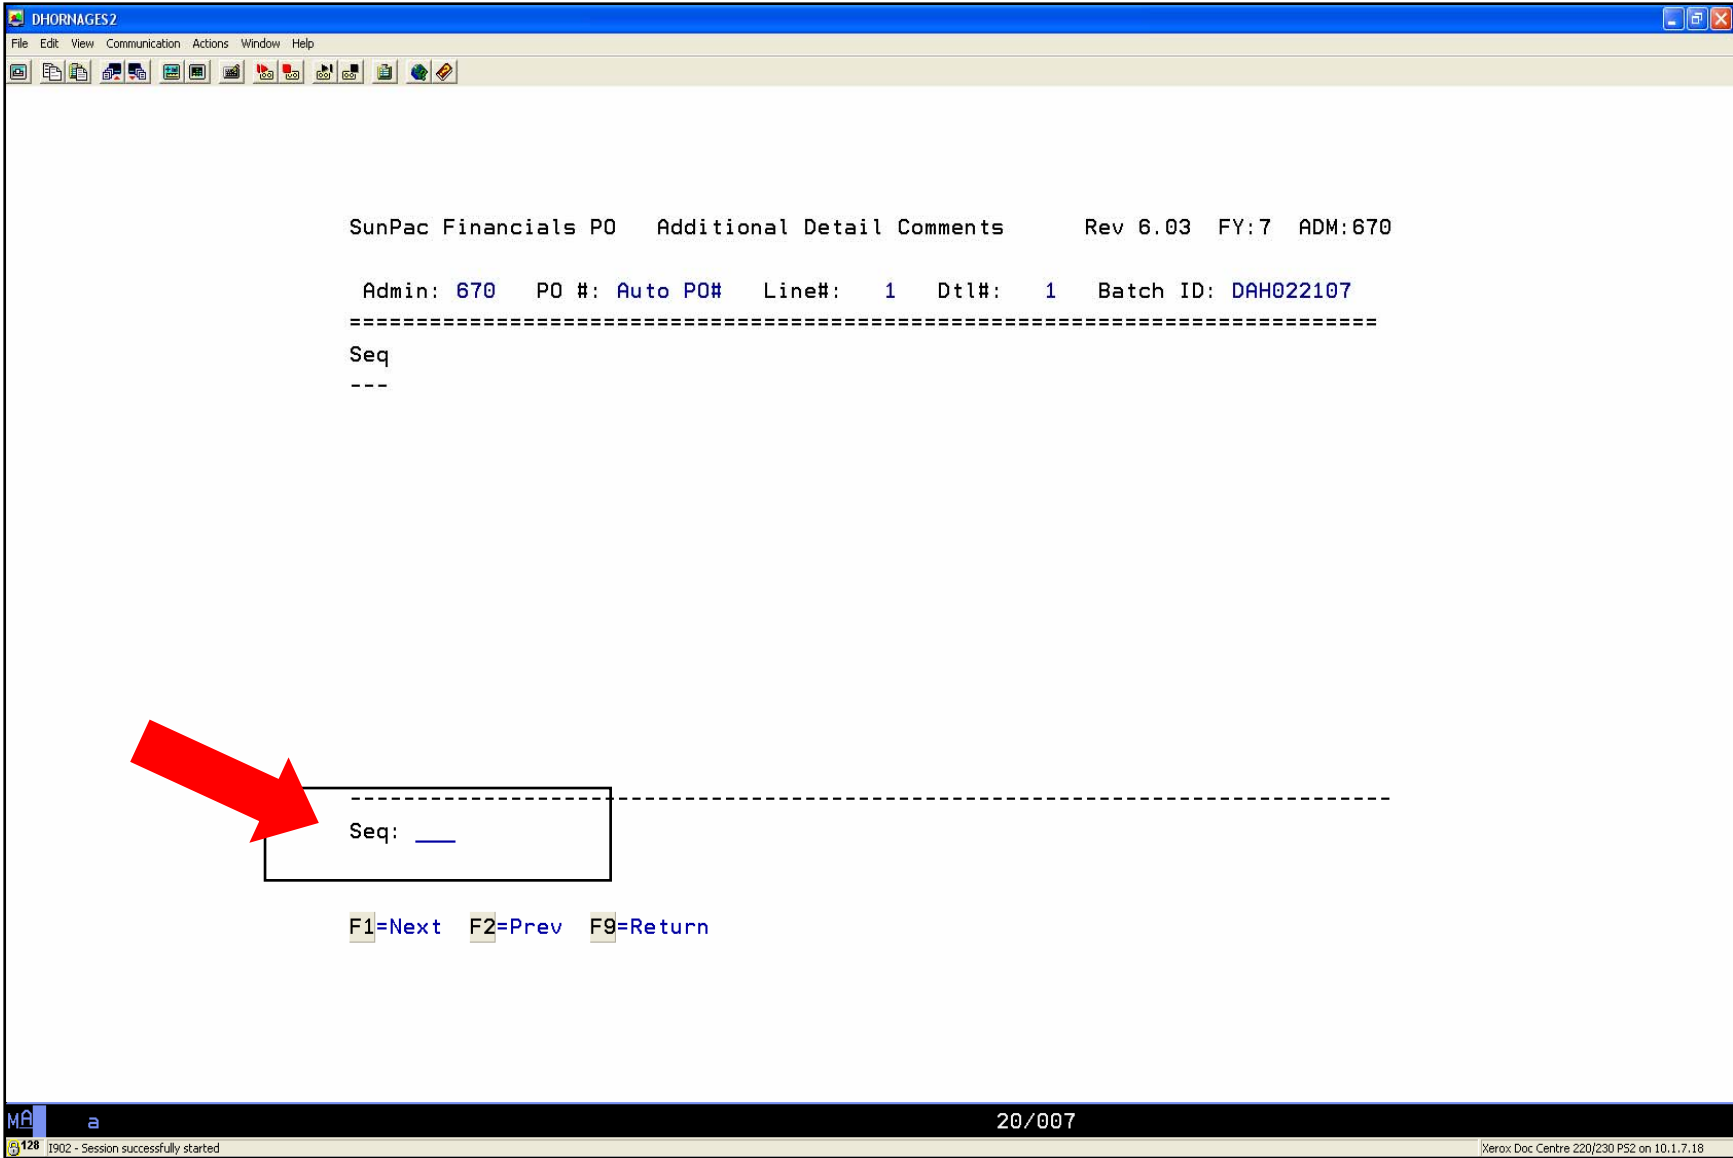 DHORNAGES2
File Edit View Communication Actions Window Help
SunPac Financials PO Additional Detail Comments Rev 6.03 FY:7 ADM:670
Admin: 670 PO #: Auto PO# Line#: 1 Dtl#: 1 Batch ID: DAH022107
=============================================================================
Seq
---
------------------------------------------------------------------------------
Seq: ___
F1=Next F2=Prev F9=Return
MA a 20/007
128 I902 - Session successfully started Xerox Doc Centre 220/230 PS2 on 10.1.7.18